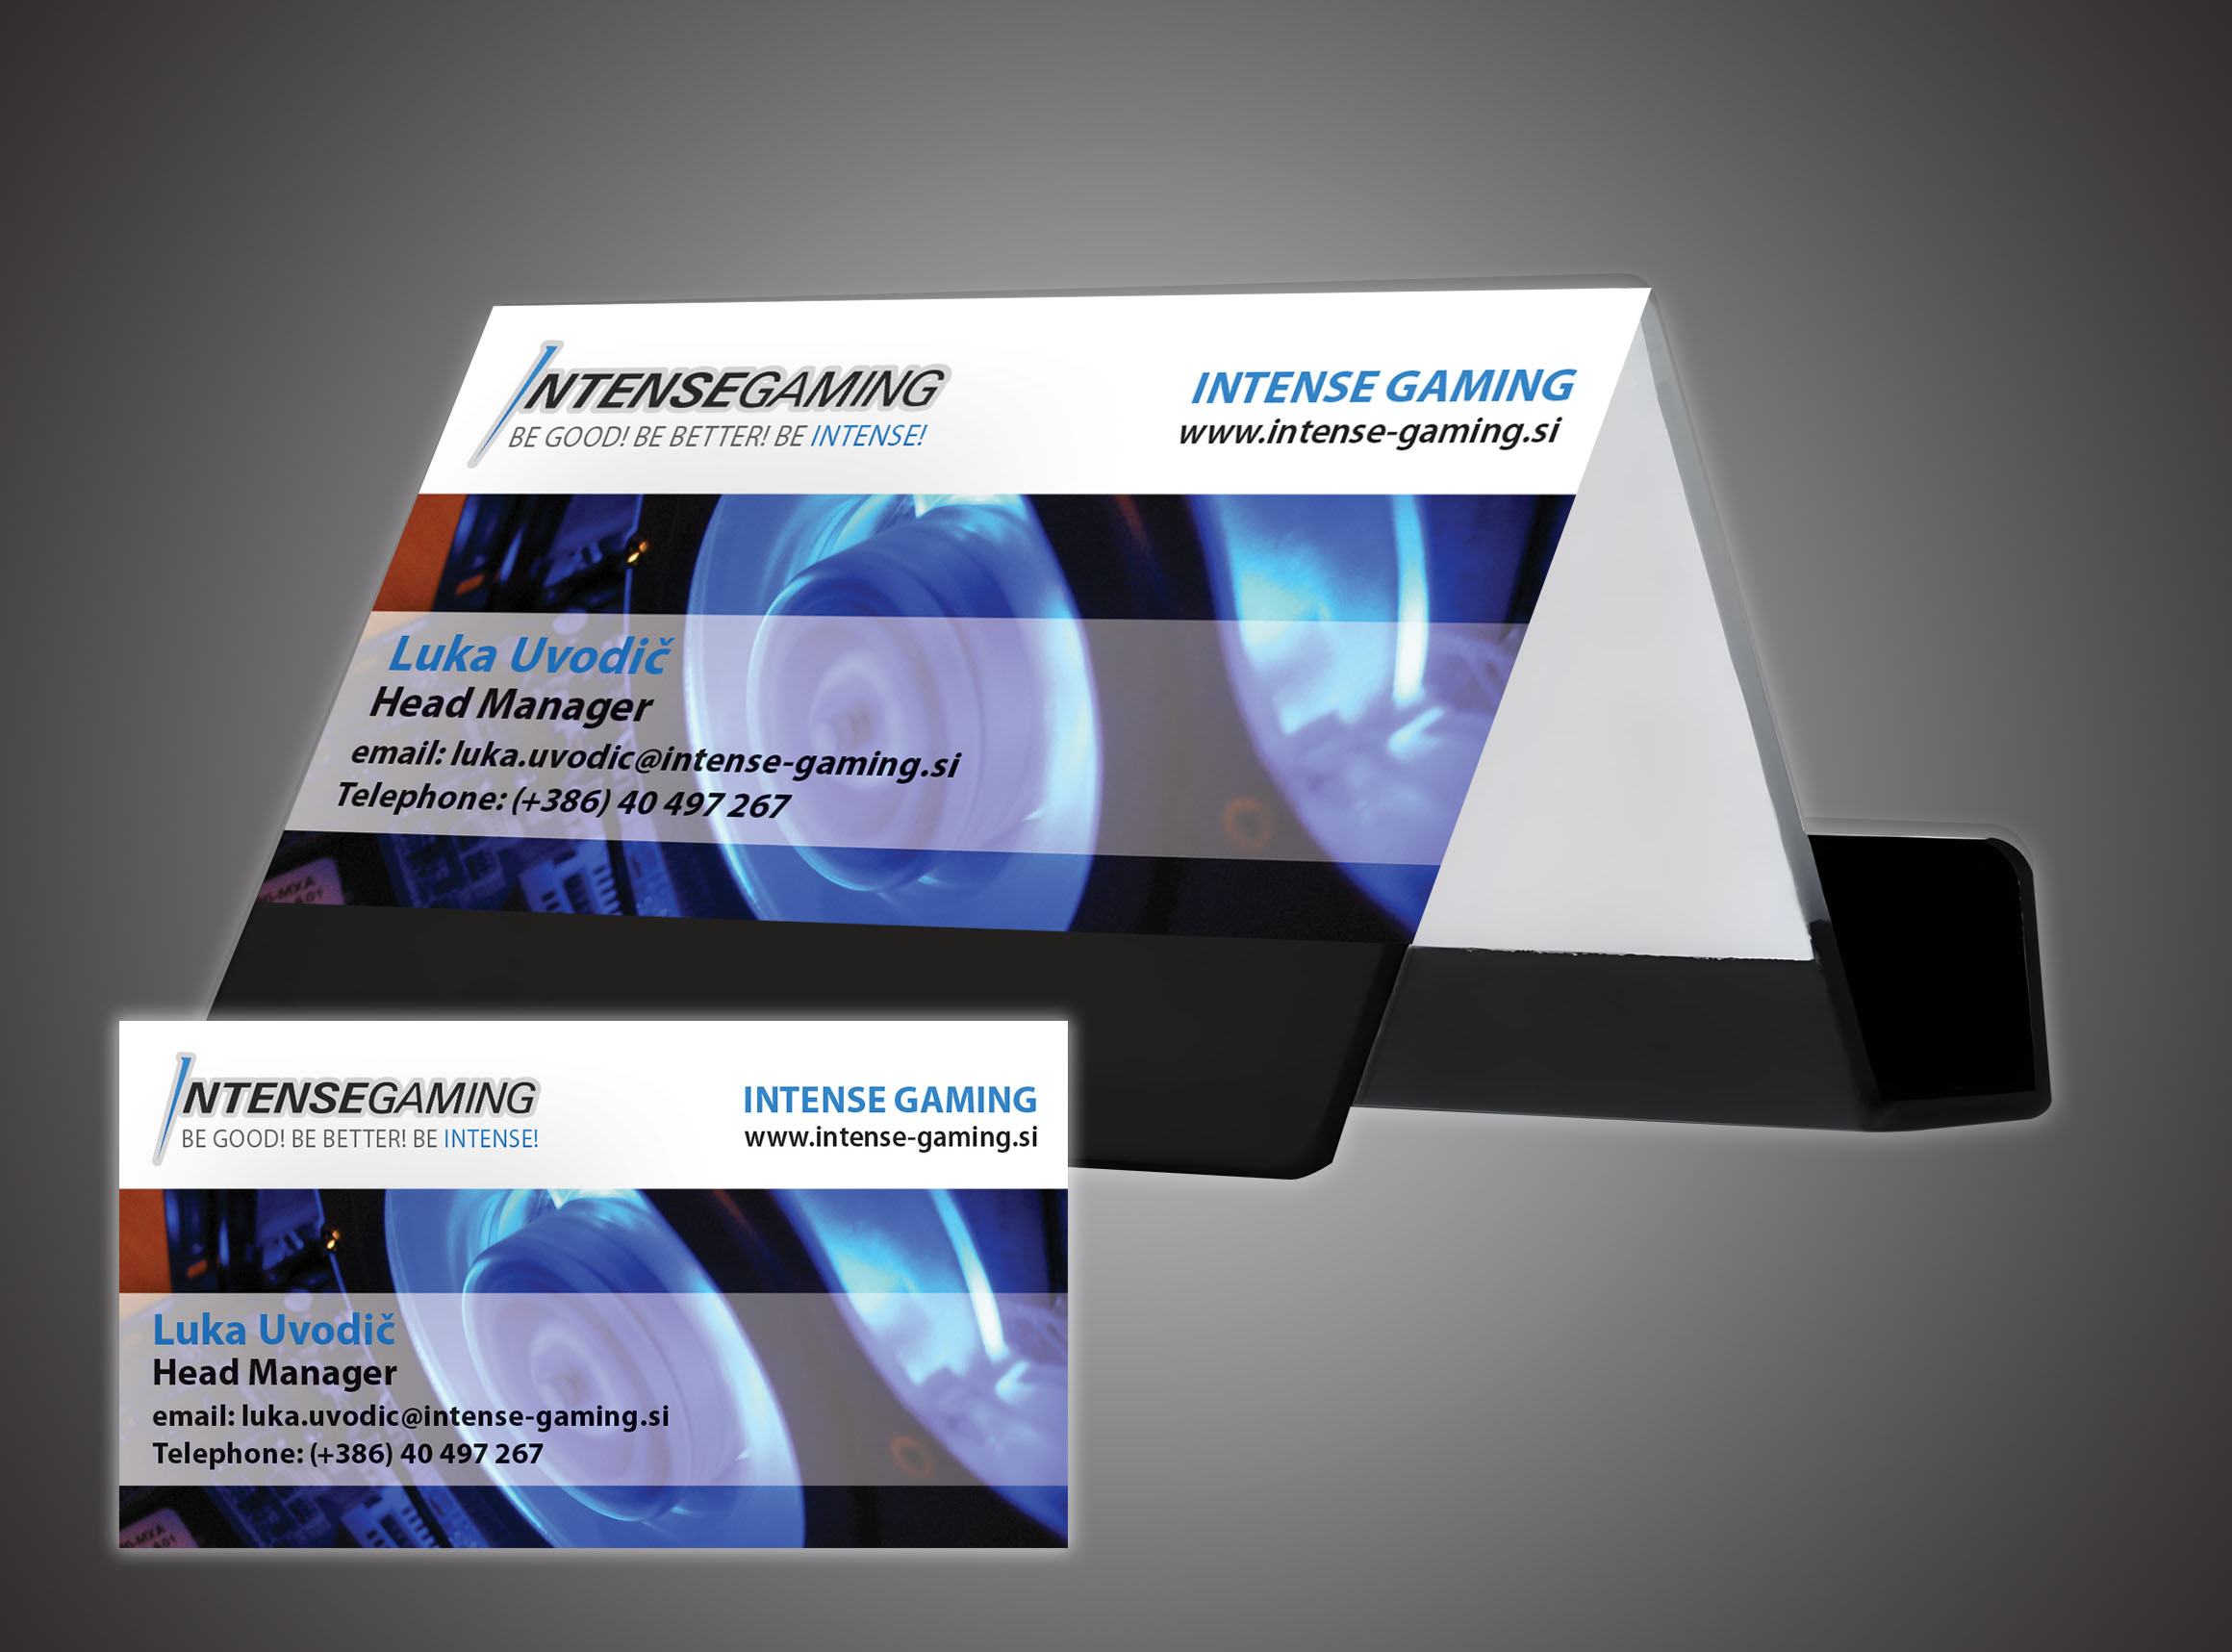 INTENSEGAMING
BE GOOD! BE BETTER! BE INTENSE!
INTENSE GAMING
www.intense-gaming.si
Luka Uvodič
Head Manager
email: luka.uvodic@intense-gaming.si
Telephone: (+386) 40 497 267
INTENSEGAMING
BE GOOD! BE BETTER! BE INTENSE!
INTENSE GAMING
www.intense-gaming.si
Luka Uvodič
Head Manager
email: luka.uvodic@intense-gaming.si
Telephone: (+386) 40 497 267